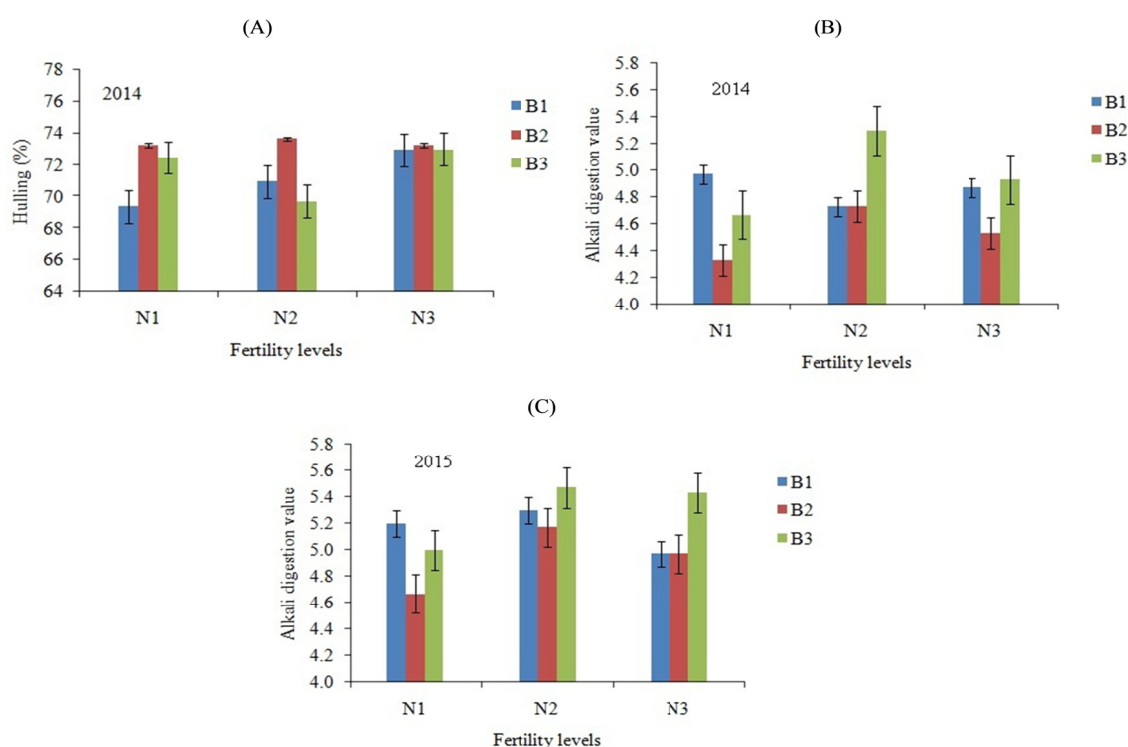 (A)
Hulling (%)
78
76
74
72
70
68
66
64
2014
B1
B2
B3
N1 N2 N3
Fertility levels
(B)
Alkali digestion value
5.8
5.6
5.4
5.2
5.0
4.8
4.6
4.4
4.2
4.0
2014
B1
B2
B3
N1 N2 N3
Fertility levels
(C)
Alkali digestion value
5.8
5.6
5.4
5.2
5.0
4.8
4.6
4.4
4.2
4.0
2015
B1
B2
B3
N1 N2 N3
Fertility levels